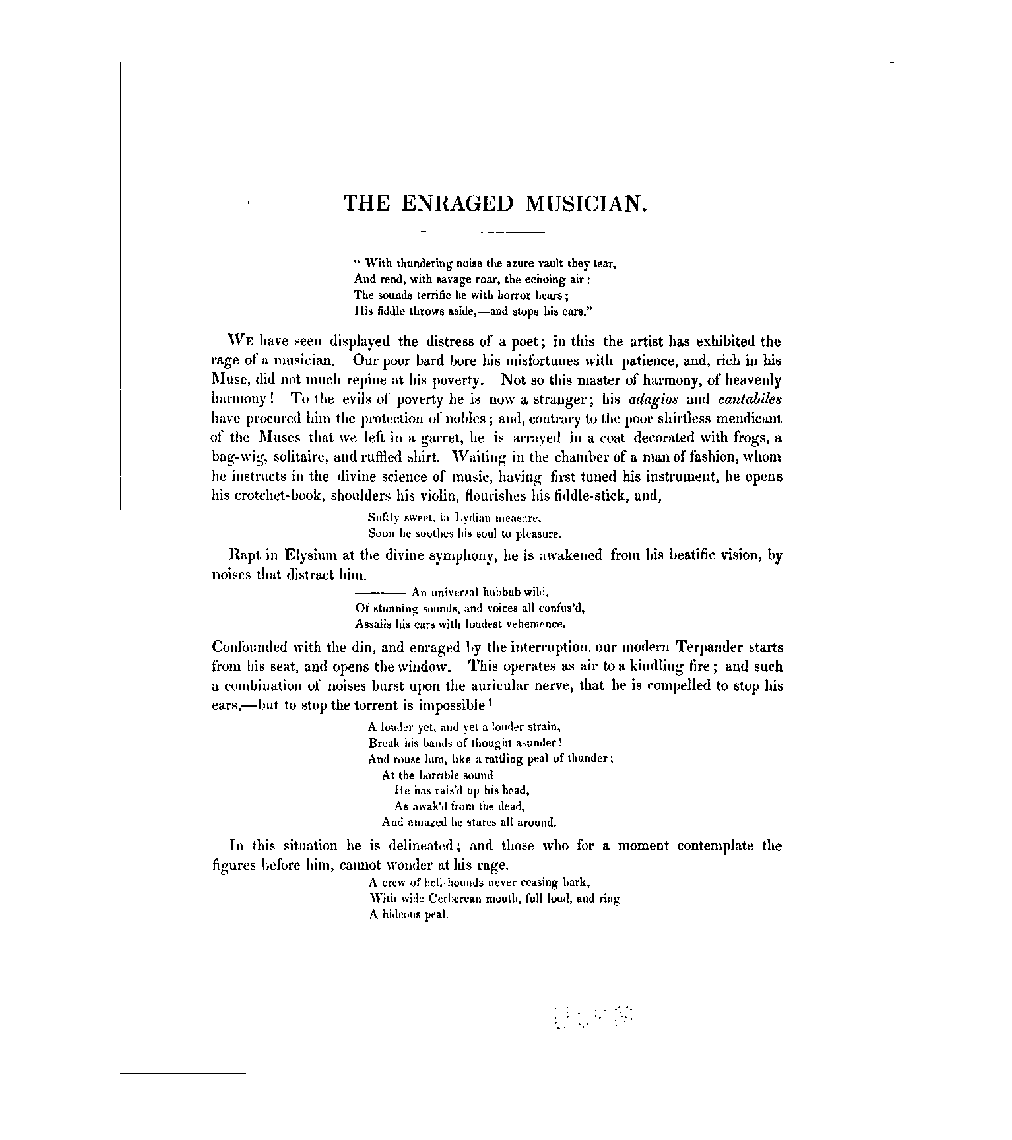 THE ENRAGED MUSICIAN.
" With thundering noise the azure vault they tear,
And rend, with savage roar, the echoing air:
The sounds terrific he with horror hears;
His fiddle throws aside,—and stops his ears."
WE have seen displayed the distress of a poet; in this the artist has exhibited the
rage of a musician. Our poor bard bore his misfortunes with patience, and, rich in his
Muse, did not much repine at his poverty. Not so this master of harmony, of heavenly
harmony! To the evils of poverty he is now a stranger; his adagios and cantabiles
have procured him the protection of nobles; and, contrary to the poor shirtless mendicant
of the Muses that we left in a garret, he is arrayed in a coat decorated with frogs, a
bag-wig, solitaire, and ruffled shirt. Waiting in the chamber of a man of fashion, whom
he instructs in the divine science of music, having first tuned his instrument, he opens
his crotchet-book, shoulders his violin, flourishes his fiddle-stick, and,
Softly sweet, in Lydian measure,
Soon he soothes his soul to pleasure.
Rapt in Elysium at the divine symphony, he is awakened from his beatific vision, by
noises that distract him.
——— An universal hubbub wild,
Of stunning sounds, and voices all confus'd,
Assails his ears with loudest vehemence.
Confounded with the din, and enraged by the interruption, our modern Terpander starts
from his seat, and opens the window. This operates as air to a kindling fire; and such
a combination of noises burst upon the auricular nerve, that he is compelled to stop his
ears,—but to stop the torrent is impossible!
A louder yet, and yet a louder strain,
Break his bands of thought asunder!
And rouse him, like a rattling peal of thunder;
At the horrible sound
He has rais'd up his head,
As awak'd from the dead,
And amazed he stares all around.
In this situation he is delineated; and those who for a moment contemplate the
figures before him, cannot wonder at his rage.
A crew of hell-hounds never ceasing bark,
With wide Cerberean mouth, full loud, and ring
A hideous peal.